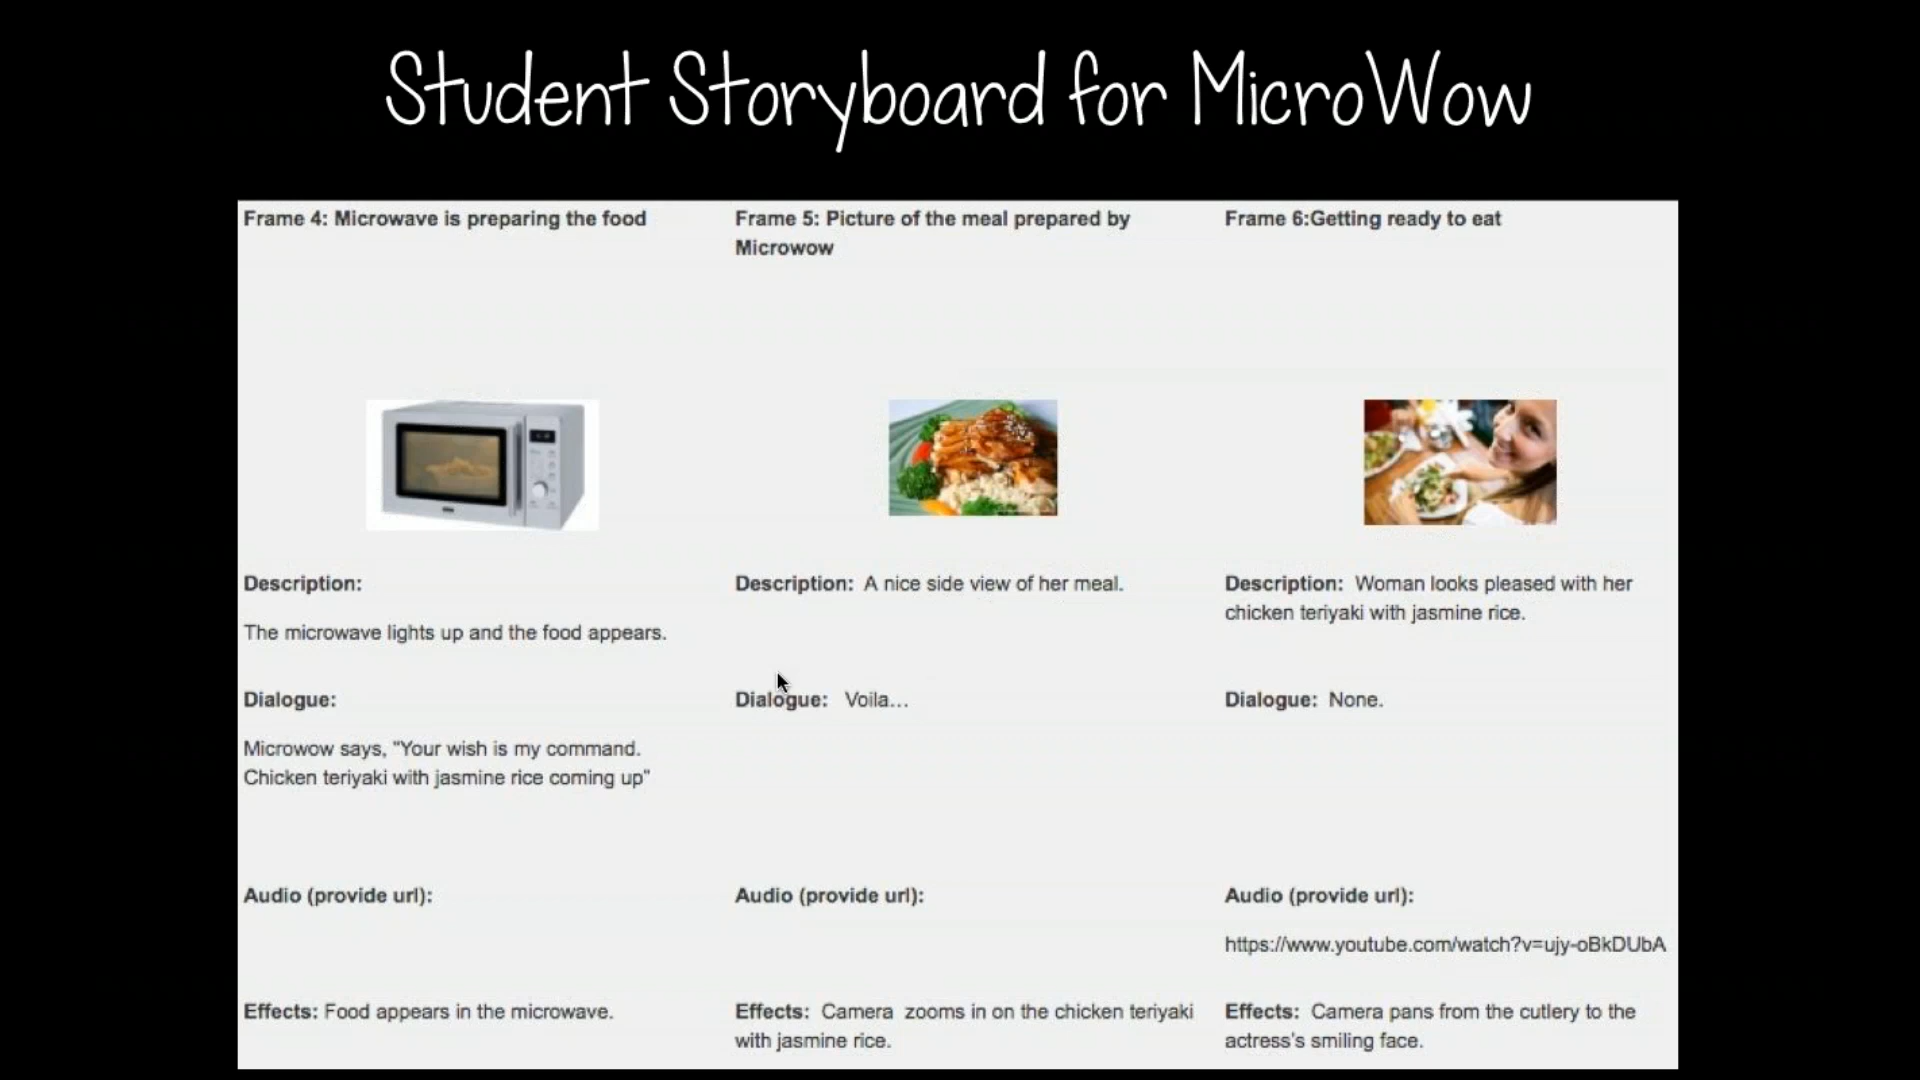 Student Storyboard for MicroWow
Frame 4: Microwave is preparing the food
Frame 5: Picture of the meal prepared by
Microwow
Frame 6:Getting ready to eat
Description:
The microwave lights up and the food appears.
Description: A nice side view of her meal.
Description: Woman looks pleased with her
chicken teriyaki with jasmine rice.
Dialogue:
Microwow says, "Your wish is my command.
Chicken teriyaki with jasmine rice coming up"
Dialogue: Voila...
Dialogue: None.
Audio (provide url):
Audio (provide url):
Audio (provide url):
https://www.youtube.com/watch?v=ujy-oBkDUbA
Effects: Food appears in the microwave.
Effects: Camera zooms in on the chicken teriyaki
with jasmine rice.
Effects: Camera pans from the cutlery to the
actress's smiling face.